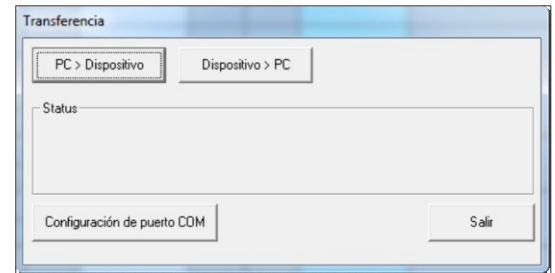 Transferencia
PC > Dispositivo
Dispositivo > PC
Status
Configuración de puerto COM
Salir